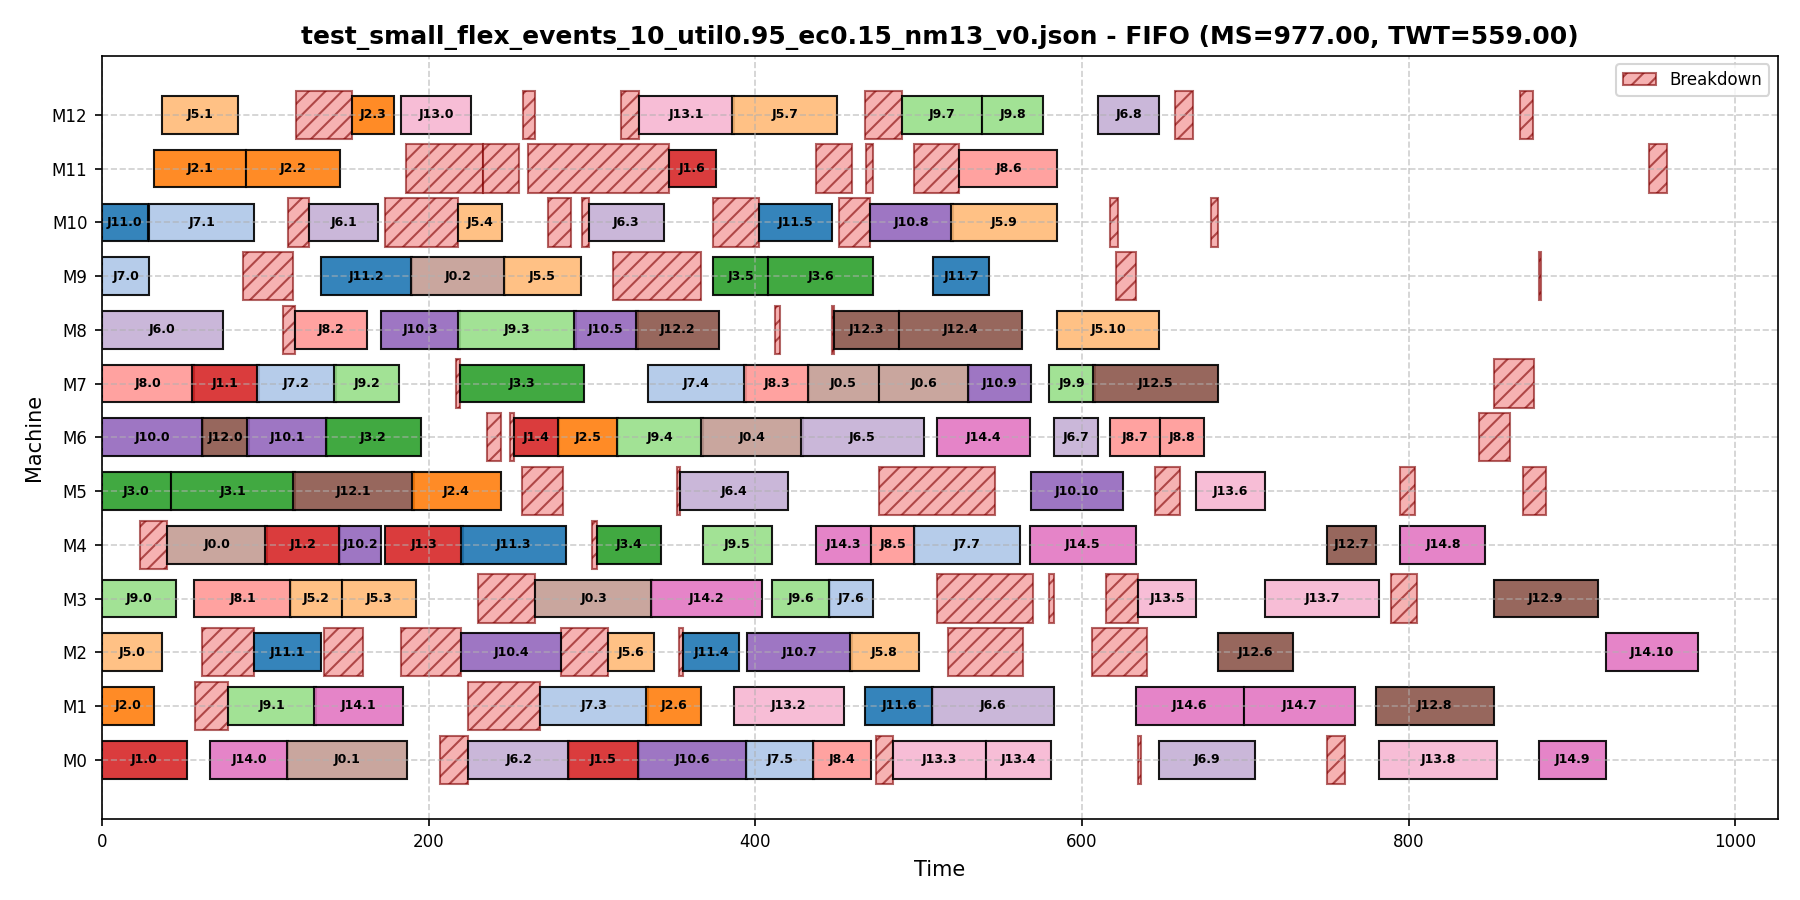 test_small_flex_events_10_util0.95_ec0.15_nm13_v0.json - FIFO (MS=977.00, TWT=559.00)
Breakdown
Machine
M12 J5.1 J2.3 J13.0 J13.1 J5.7 J9.7 J9.8 J6.8
M11 J2.1 J2.2 J1.6 J8.6
M10 J11.0 J7.1 J6.1 J5.4 J6.3 J11.5 J10.8 J5.9
M9 J7.0 J11.2 J0.2 J5.5 J3.5 J3.6 J11.7
M8 J6.0 J8.2 J10.3 J9.3 J10.5 J12.2 J12.3 J12.4 J5.10
M7 J8.0 J1.1 J7.2 J9.2 J3.3 J7.4 J8.3 J0.5 J0.6 J10.9 J9.9 J12.5
M6 J10.0 J12.0 J10.1 J3.2 J1.4 J2.5 J9.4 J0.4 J6.5 J14.4 J6.7 J8.7 J8.8
M5 J3.0 J3.1 J12.1 J2.4 J6.4 J10.10 J13.6
M4 J0.0 J1.2 J10.2 J1.3 J11.3 J3.4 J9.5 J14.3 J8.5 J7.7 J14.5 J12.7 J14.8
M3 J9.0 J8.1 J5.2 J5.3 J0.3 J14.2 J9.6 J7.6 J13.5 J13.7 J12.9
M2 J5.0 J11.1 J10.4 J5.6 J11.4 J10.7 J5.8 J12.6 J14.10
M1 J2.0 J9.1 J14.1 J7.3 J2.6 J13.2 J11.6 J6.6 J14.6 J14.7 J12.8
M0 J1.0 J14.0 J0.1 J6.2 J1.5 J10.6 J7.5 J8.4 J13.3 J13.4 J6.9 J13.8 J14.9
0 200 400 600 800 1000
Time